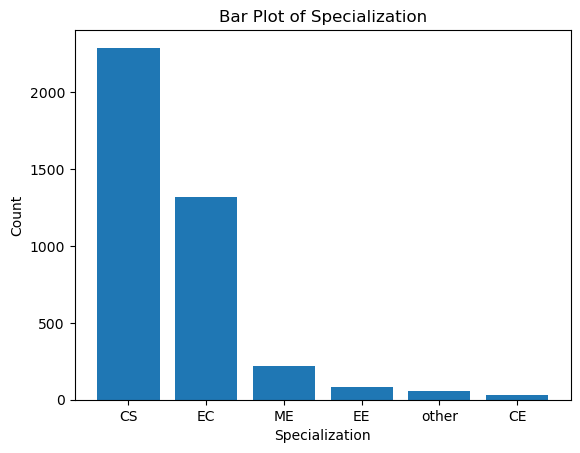 Bar Plot of Specialization
2000
1500
1000
500
0
Count
CS EC ME EE other CE
Specialization